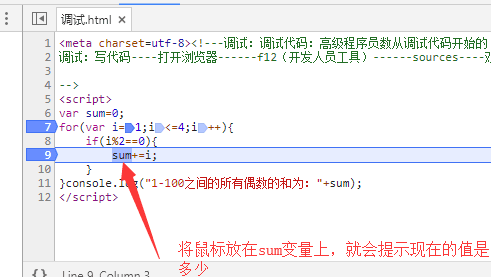 调试.html ×
1 <meta charset=utf-8><!---调试：调试代码：高级程序员数从调试代码开始的
2 调试：写代码----打开浏览器------f12（开发人员工具）------sources----
3
4 -->
5 <script>
6 var sum=0;
7 for(var i=1;i<=4;i++){
8 if(i%2==0){
9 sum+=i;
10 }
11 }console.log("1-100之间的所有偶数的和为："+sum);
12 </script>
将鼠标放在sum变量上，就会提示现在的值是
多少
{} Line 9, Column 3